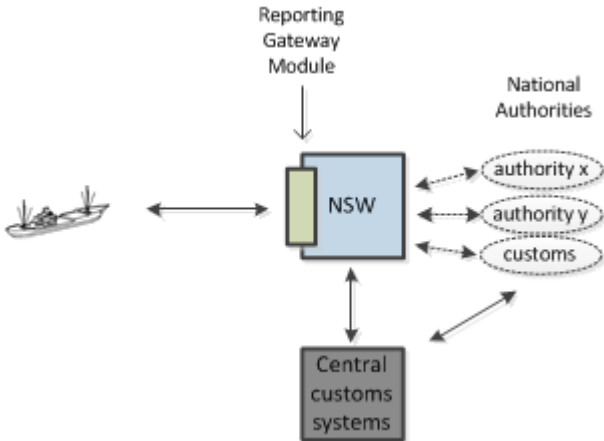 Reporting
Gateway
Module
National
Authorities
authority x
NSW
authority y
customs
Central
customs
systems